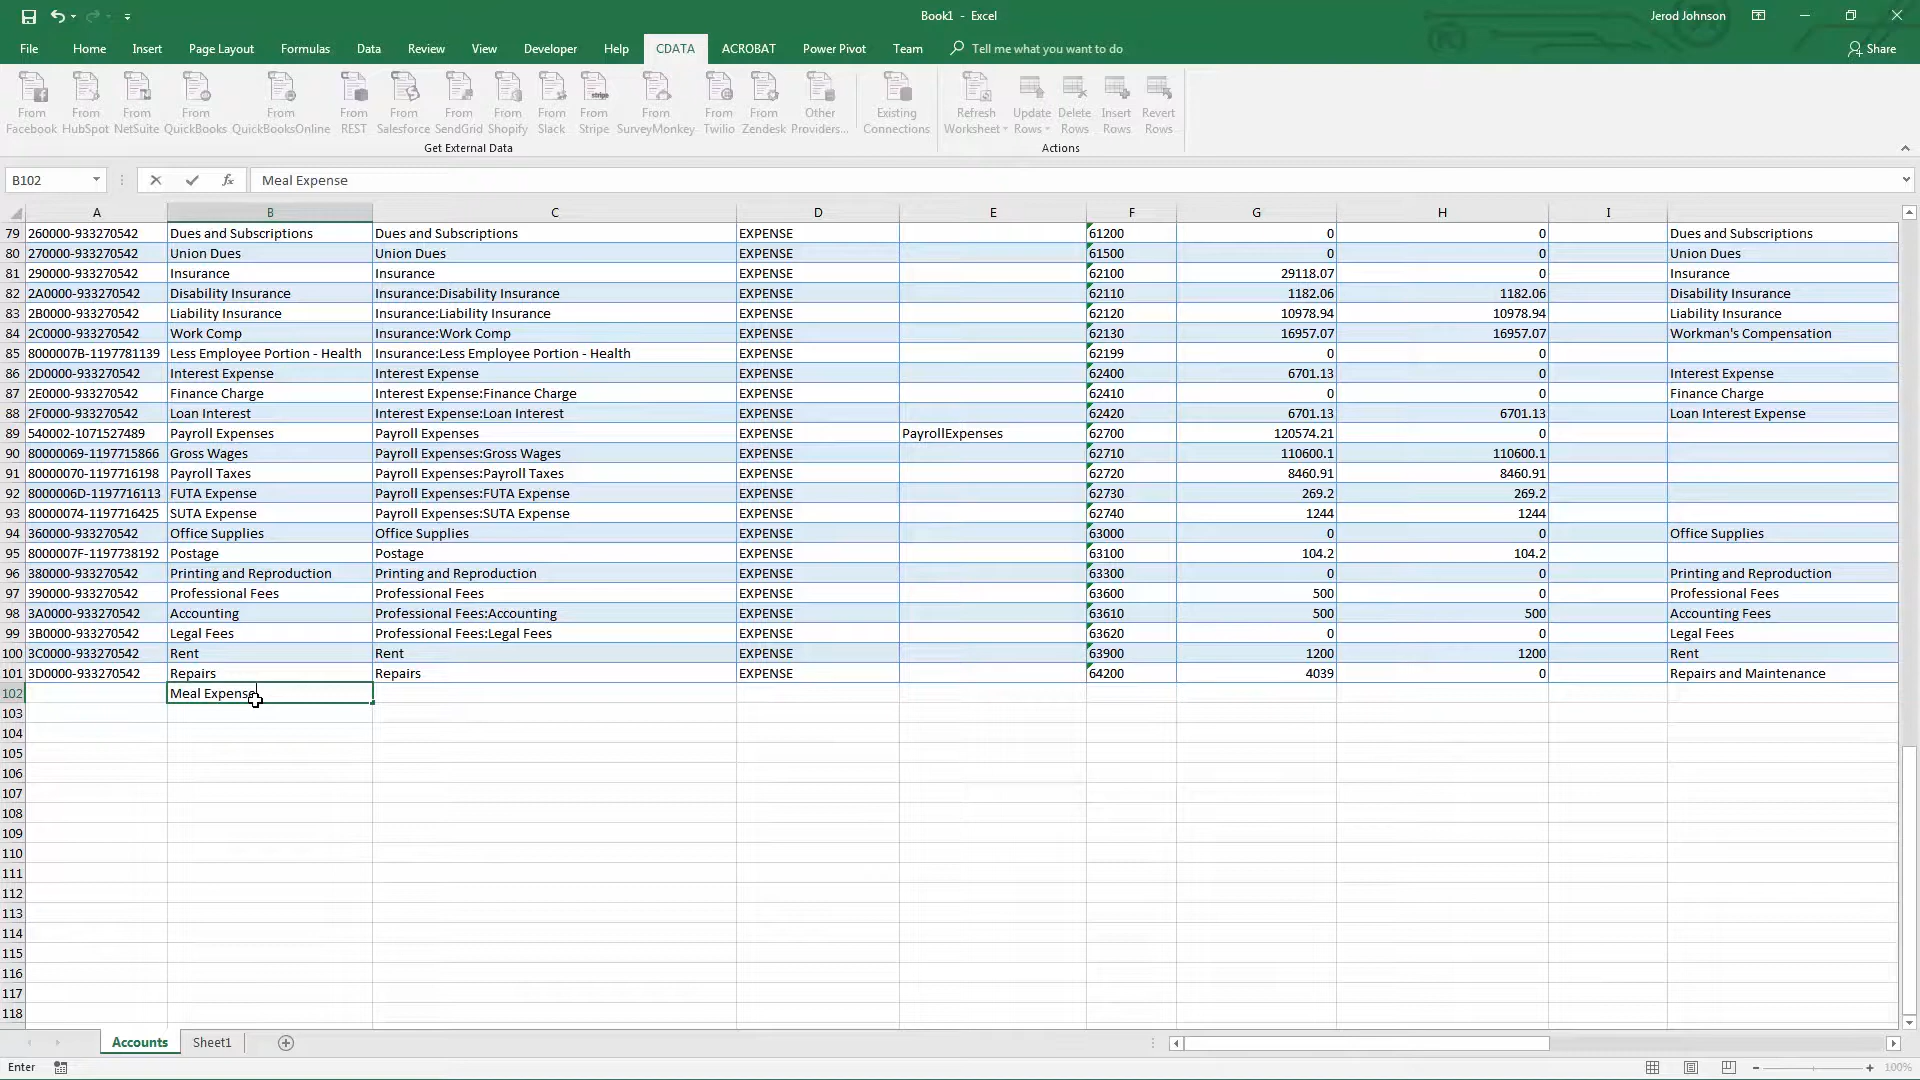 Book1 - Excel
Jerod Johnson
File Home Insert Page Layout Formulas Data Review View Developer Help CDATA ACROBAT Power Pivot Team Tell me what you want to do Share
From Facebook
From HubSpot
From NetSuite
From QuickBooks
From QuickBooksOnline
From REST
From Salesforce
From SendGrid
From Shopify
From Slack
stripe
From Stripe
From SurveyMonkey
From Twilio
From Zendesk
Other Providers...
Existing Connections
Refresh Worksheet
Update Rows
Delete Rows
Insert Rows
Revert Rows
Get External Data
Actions
B102 fx Meal Expense
A B C D E F G H I
79 260000-933270542 Dues and Subscriptions Dues and Subscriptions EXPENSE 61200 0 0 Dues and Subscriptions
80 270000-933270542 Union Dues Union Dues EXPENSE 61500 0 0 Union Dues
81 290000-933270542 Insurance Insurance EXPENSE 62100 29118.07 0 Insurance
82 2A0000-933270542 Disability Insurance Insurance:Disability Insurance EXPENSE 62110 1182.06 1182.06 Disability Insurance
83 2B0000-933270542 Liability Insurance Insurance:Liability Insurance EXPENSE 62120 10978.94 10978.94 Liability Insurance
84 2C0000-933270542 Work Comp Insurance:Work Comp EXPENSE 62130 16957.07 16957.07 Workman's Compensation
85 8000007B-1197781139 Less Employee Portion - Health Insurance:Less Employee Portion - Health EXPENSE 62199 0 0
86 2D0000-933270542 Interest Expense Interest Expense EXPENSE 62400 6701.13 0 Interest Expense
87 2E0000-933270542 Finance Charge Interest Expense:Finance Charge EXPENSE 62410 0 0 Finance Charge
88 2F0000-933270542 Loan Interest Interest Expense:Loan Interest EXPENSE 62420 6701.13 6701.13 Loan Interest Expense
89 540002-1071527489 Payroll Expenses Payroll Expenses EXPENSE PayrollExpenses 62700 120574.21 0
90 80000069-1197715866 Gross Wages Payroll Expenses:Gross Wages EXPENSE 62710 110600.1 110600.1
91 80000070-1197716198 Payroll Taxes Payroll Expenses:Payroll Taxes EXPENSE 62720 8460.91 8460.91
92 8000006D-1197716113 FUTA Expense Payroll Expenses:FUTA Expense EXPENSE 62730 269.2 269.2
93 80000074-1197716425 SUTA Expense Payroll Expenses:SUTA Expense EXPENSE 62740 1244 1244
94 360000-933270542 Office Supplies Office Supplies EXPENSE 63000 0 0 Office Supplies
95 8000007F-1197738192 Postage Postage EXPENSE 63100 104.2 104.2
96 380000-933270542 Printing and Reproduction Printing and Reproduction EXPENSE 63300 0 0 Printing and Reproduction
97 390000-933270542 Professional Fees Professional Fees EXPENSE 63600 500 0 Professional Fees
98 3A0000-933270542 Accounting Professional Fees:Accounting EXPENSE 63610 500 500 Accounting Fees
99 3B0000-933270542 Legal Fees Professional Fees:Legal Fees EXPENSE 63620 0 0 Legal Fees
100 3C0000-933270542 Rent Rent EXPENSE 63900 1200 1200 Rent
101 3D0000-933270542 Repairs Repairs EXPENSE 64200 4039 0 Repairs and Maintenance
102 Meal Expense
103
104
105
106
107
108
109
110
111
112
113
114
115
116
117
118
Accounts Sheet1
Enter 100%